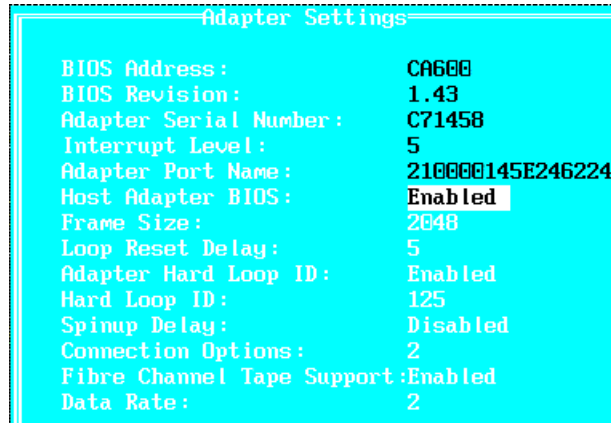 Adapter Settings
BIOS Address: CA600
BIOS Revision: 1.43
Adapter Serial Number: C71458
Interrupt Level: 5
Adapter Port Name: 210000145E246224
Host Adapter BIOS: Enabled
Frame Size: 2048
Loop Reset Delay: 5
Adapter Hard Loop ID: Enabled
Hard Loop ID: 125
Spinup Delay: Disabled
Connection Options: 2
Fibre Channel Tape Support:Enabled
Data Rate: 2